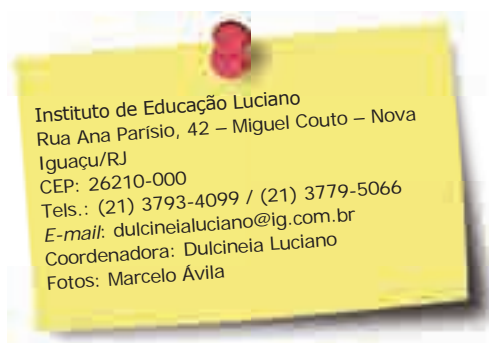 Instituto de Educação Luciano
Rua Ana Parísio, 42 – Miguel Couto – Nova
Iguaçu/RJ
CEP: 26210-000
Tels.: (21) 3793-4099 / (21) 3779-5066
E-mail: dulcineialuciano@ig.com.br
Coordenadora: Dulcineia Luciano
Fotos: Marcelo Ávila